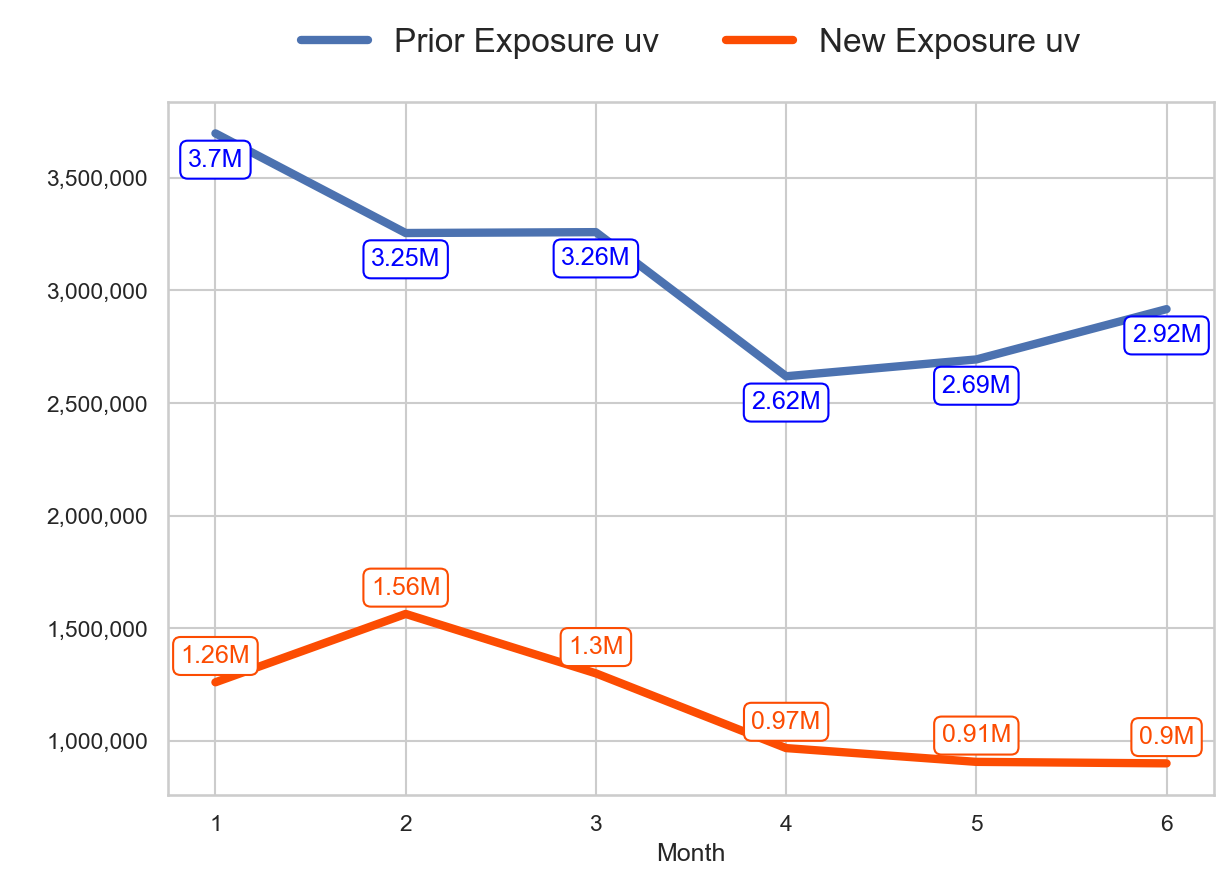 Prior Exposure uv New Exposure uv
3,500,000
3,000,000
2,500,000
2,000,000
1,500,000
1,000,000
3.7M
3.25M
3.26M
2.62M
2.69M
2.92M
1.26M
1.56M
1.3M
0.97M
0.91M
0.9M
1 2 3 4 5 6
Month